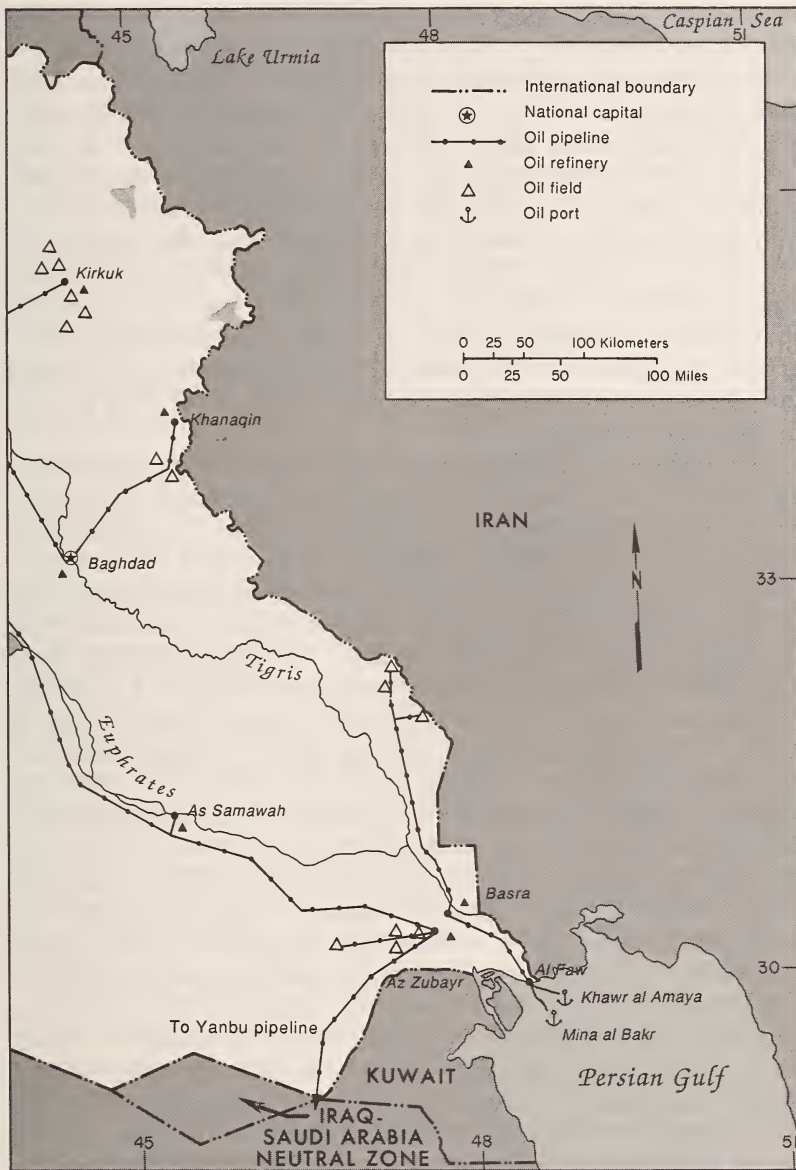 45
48
Caspian Sea
51
Lake Urmia
International boundary
National capital
Oil pipeline
Oil refinery
Oil field
Oil port
0 25 50 100 Kilometers
0 25 50 100 Miles
Kirkuk
Khanaqin
IRAN
N
Baghdad
33
Tigris
Euphrates
As Samawah
Basra
30
Al Faw
Az Zubayr
Khawr al Amaya
To Yanbu pipeline
Mina al Bakr
KUWAIT
Persian Gulf
IRAQ-
SAUDI ARABIA
NEUTRAL ZONE
45
48
51